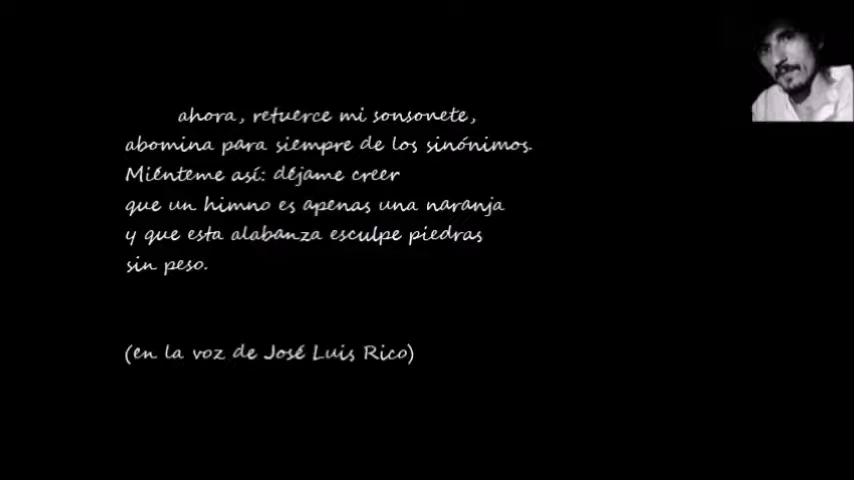 ahora, retuerce mi sonsonete,
abomina para siempre de los sinónimos.
Miénteme así: déjame creer
que un himno es apenas una naranja
y que esta alabanza esculpe piedras
sin peso.
(en la voz de José Luis Rico)